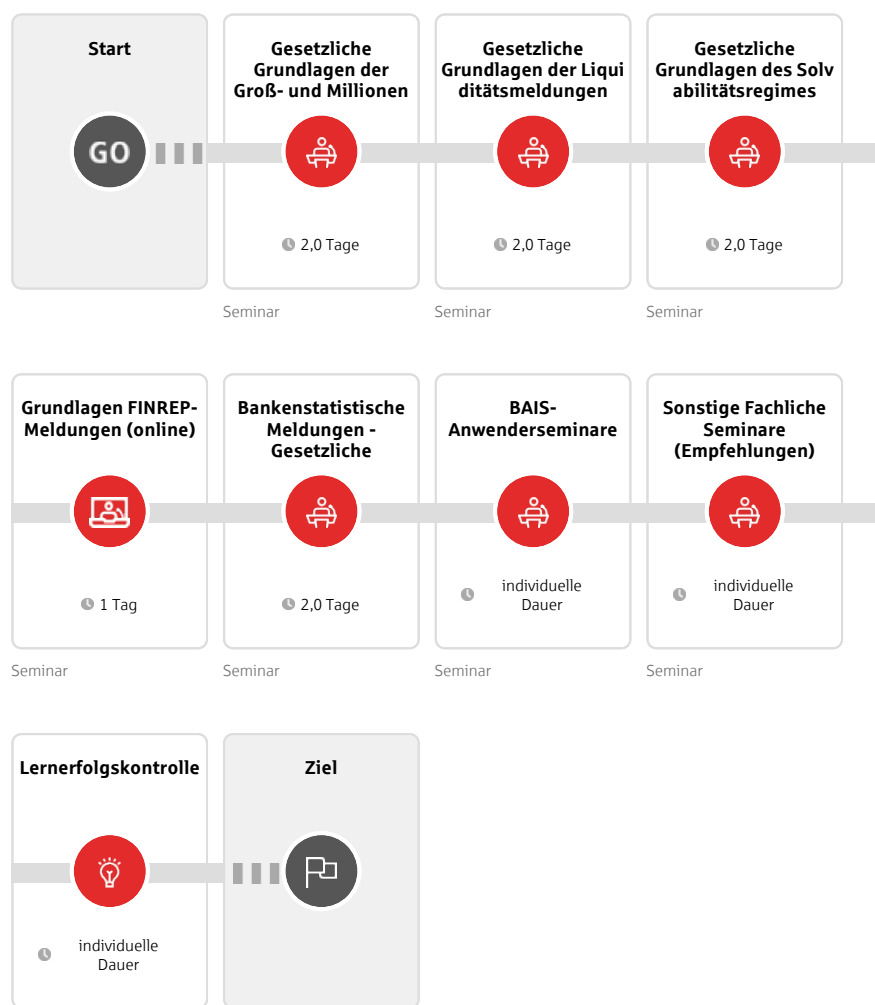 Start
GO
Gesetzliche
Grundlagen der
Groß- und Millionen
2,0 Tage
Seminar
Gesetzliche
Grundlagen der Liqui
ditätsmeldungen
2,0 Tage
Seminar
Gesetzliche
Grundlagen des Solv
abilitätsregimes
2,0 Tage
Seminar
Grundlagen FINREP-
Meldungen (online)
1 Tag
Seminar
Bankenstatistische
Meldungen -
Gesetzliche
2,0 Tage
Seminar
BAIS-
Anwenderseminare
individuelle
Dauer
Seminar
Sonstige Fachliche
Seminare
(Empfehlungen)
individuelle
Dauer
Seminar
Lernerfolgskontrolle
individuelle
Dauer
Ziel